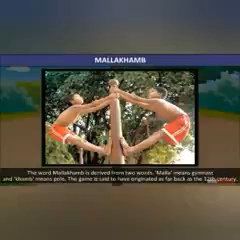 MALLAKHAMB
The word Mallakhamb is derived from two words. 'Malla' means gymnast
and 'khamb' means pole. The game is said to have originated as far back as the 12th century.